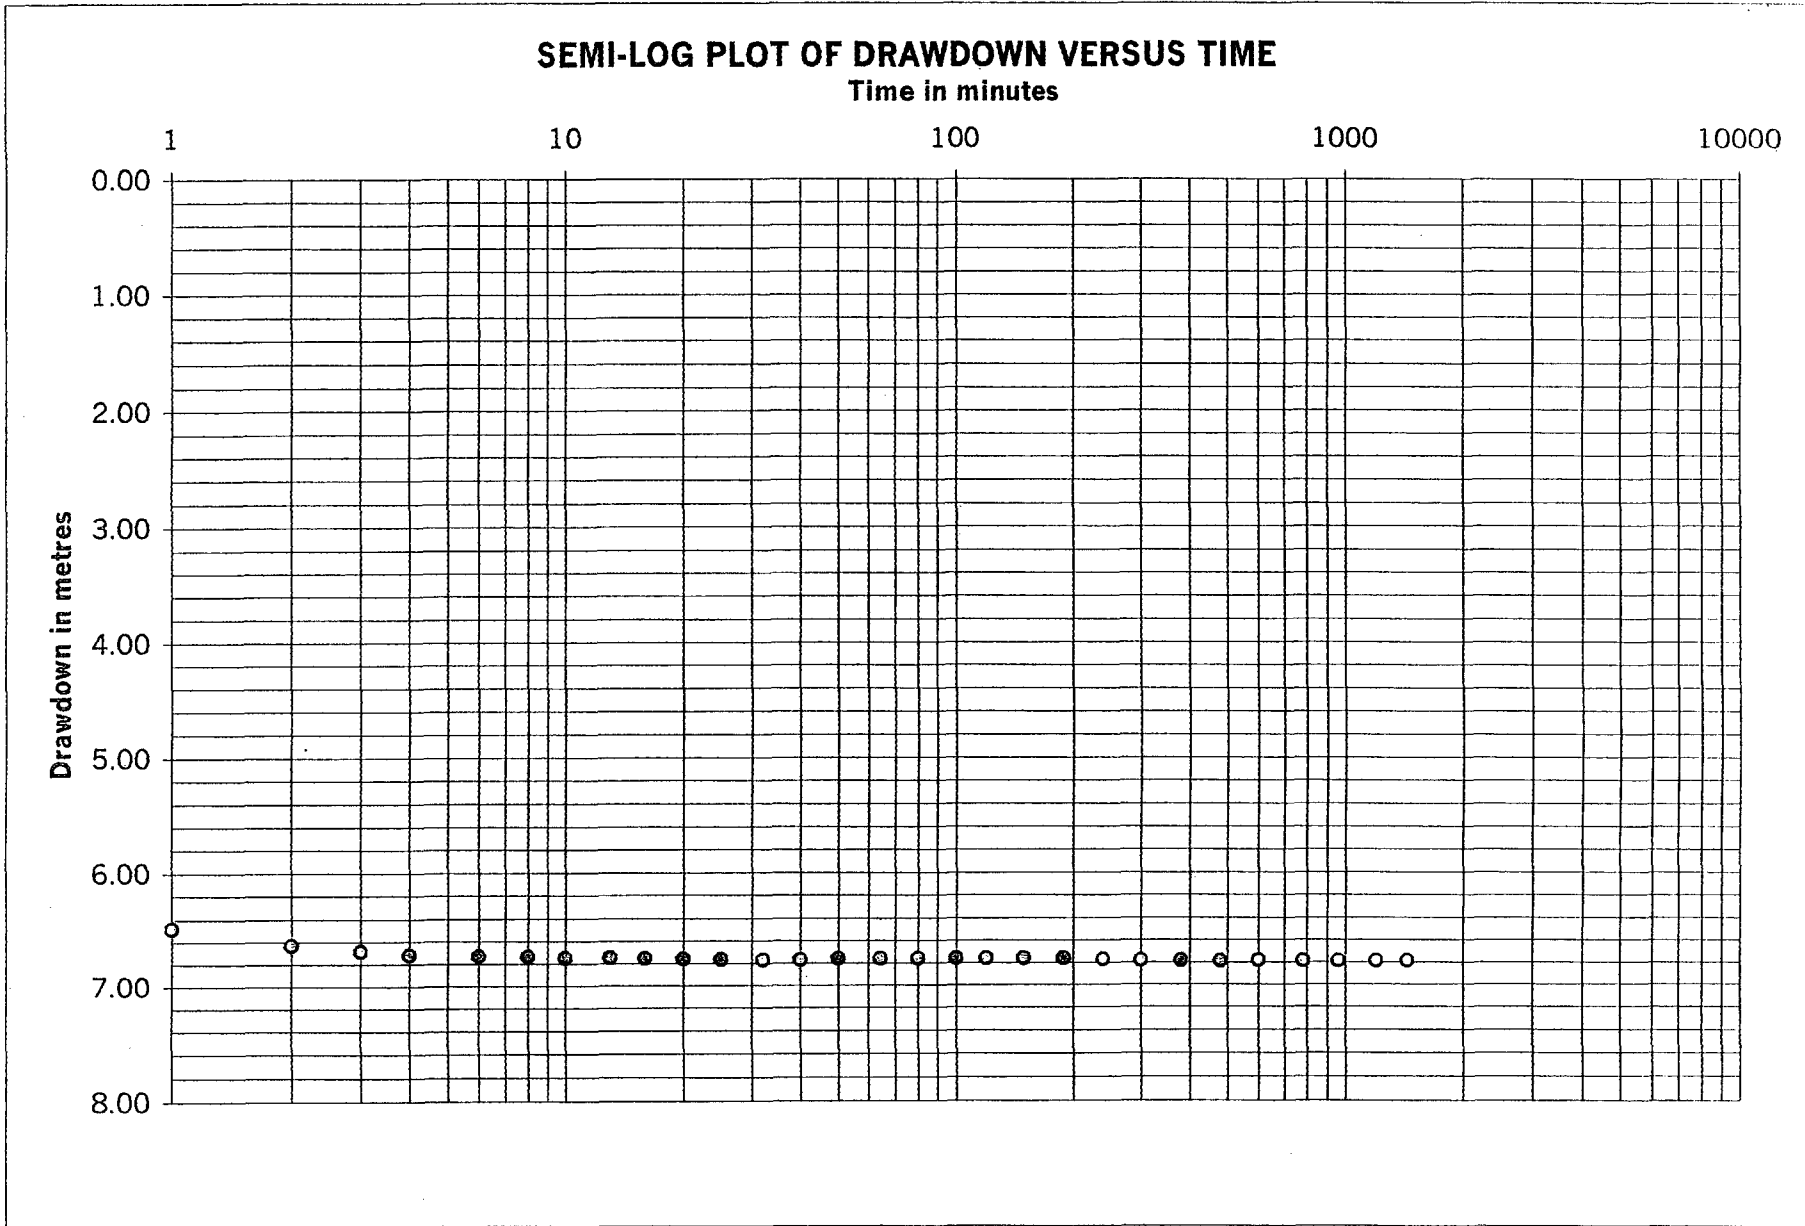 SEMI-LOG PLOT OF DRAWDOWN VERSUS TIME
Time in minutes
1 10 100 1000 10000
0.00
1.00
2.00
3.00
4.00
5.00
6.00
7.00
8.00
Drawdown in metres